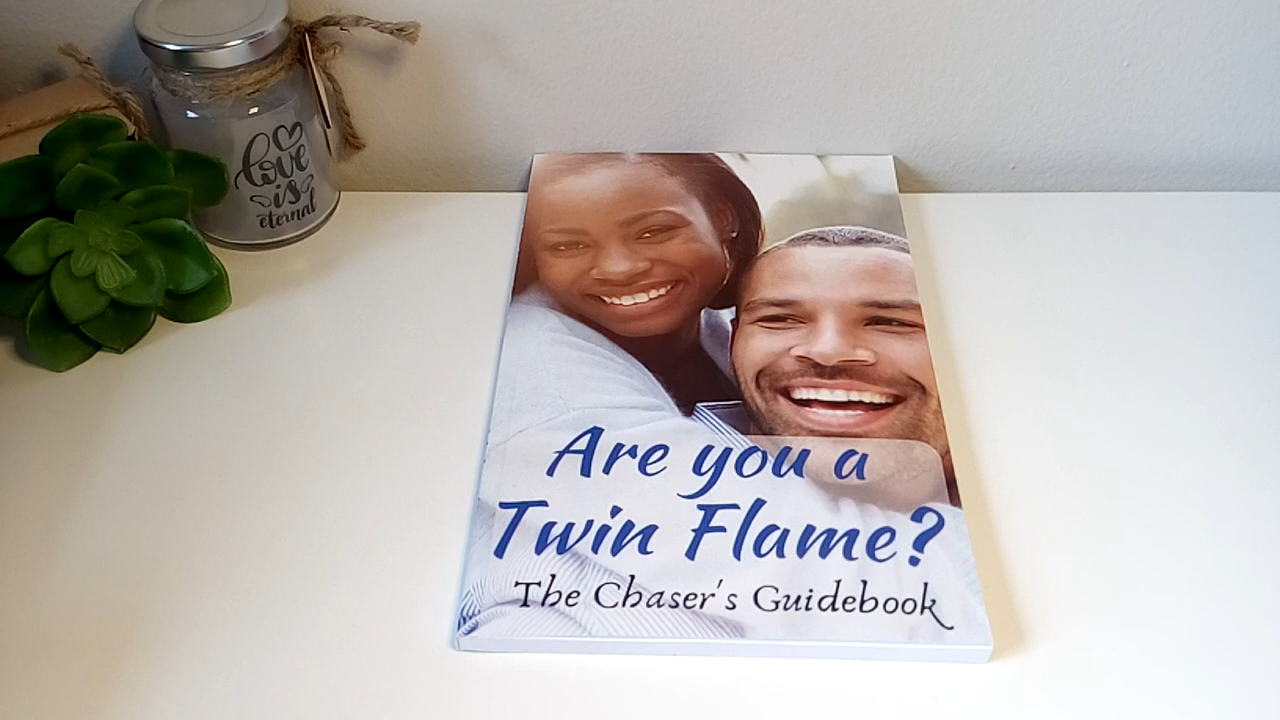 love
is
eternal
Are you a
Twin Flame?
The Chaser's Guidebook